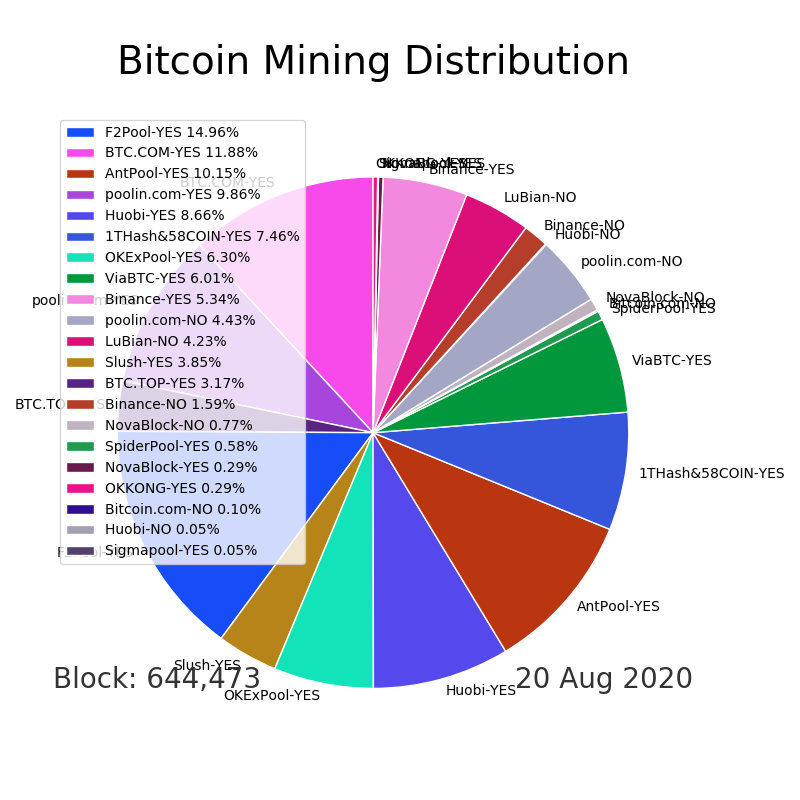 Bitcoin Mining Distribution
F2Pool-YES 14.96%
BTC.COM-YES 11.88%
AntPool-YES 10.15%
poolin.com-YES 9.86%
Huobi-YES 8.66%
1THash&58COIN-YES 7.46%
OKExPool-YES 6.30%
ViaBTC-YES 6.01%
Binance-YES 5.34%
poolin.com-NO 4.43%
LuBian-NO 4.23%
Slush-YES 3.85%
BTC.TOP-YES 3.17%
Binance-NO 1.59%
NovaBlock-NO 0.77%
SpiderPool-YES 0.58%
NovaBlock-YES 0.29%
OKKONG-YES 0.29%
Bitcoin.com-NO 0.10%
Huobi-NO 0.05%
Sigmapool-YES 0.05%
BTC.COM-YES
Binance-YES
LuBian-NO
Binance-NO
Huobi-NO
poolin.com-NO
NovaBlock-NO
Bitcoin.com-NO
SpiderPool-YES
ViaBTC-YES
1THash&58COIN-YES
AntPool-YES
Huobi-YES
OKExPool-YES
Slush-YES
Block: 644,473
20 Aug 2020